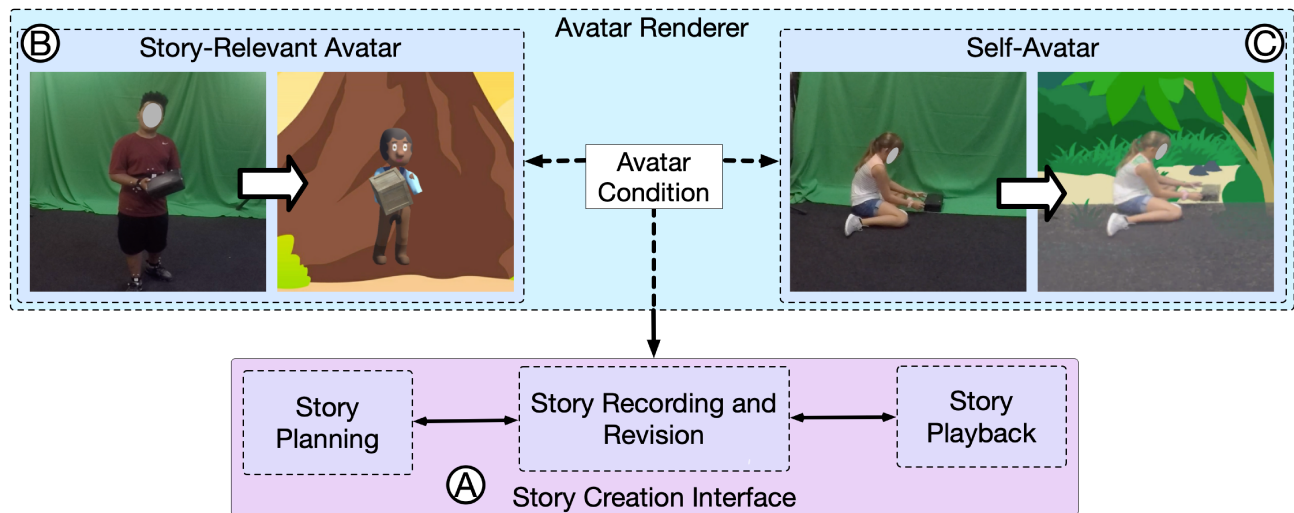 Avatar Renderer
B
Story-Relevant Avatar
Self-Avatar
C
Avatar
Condition
Story
Planning
Story Recording and
Revision
Story
Playback
A
Story Creation Interface